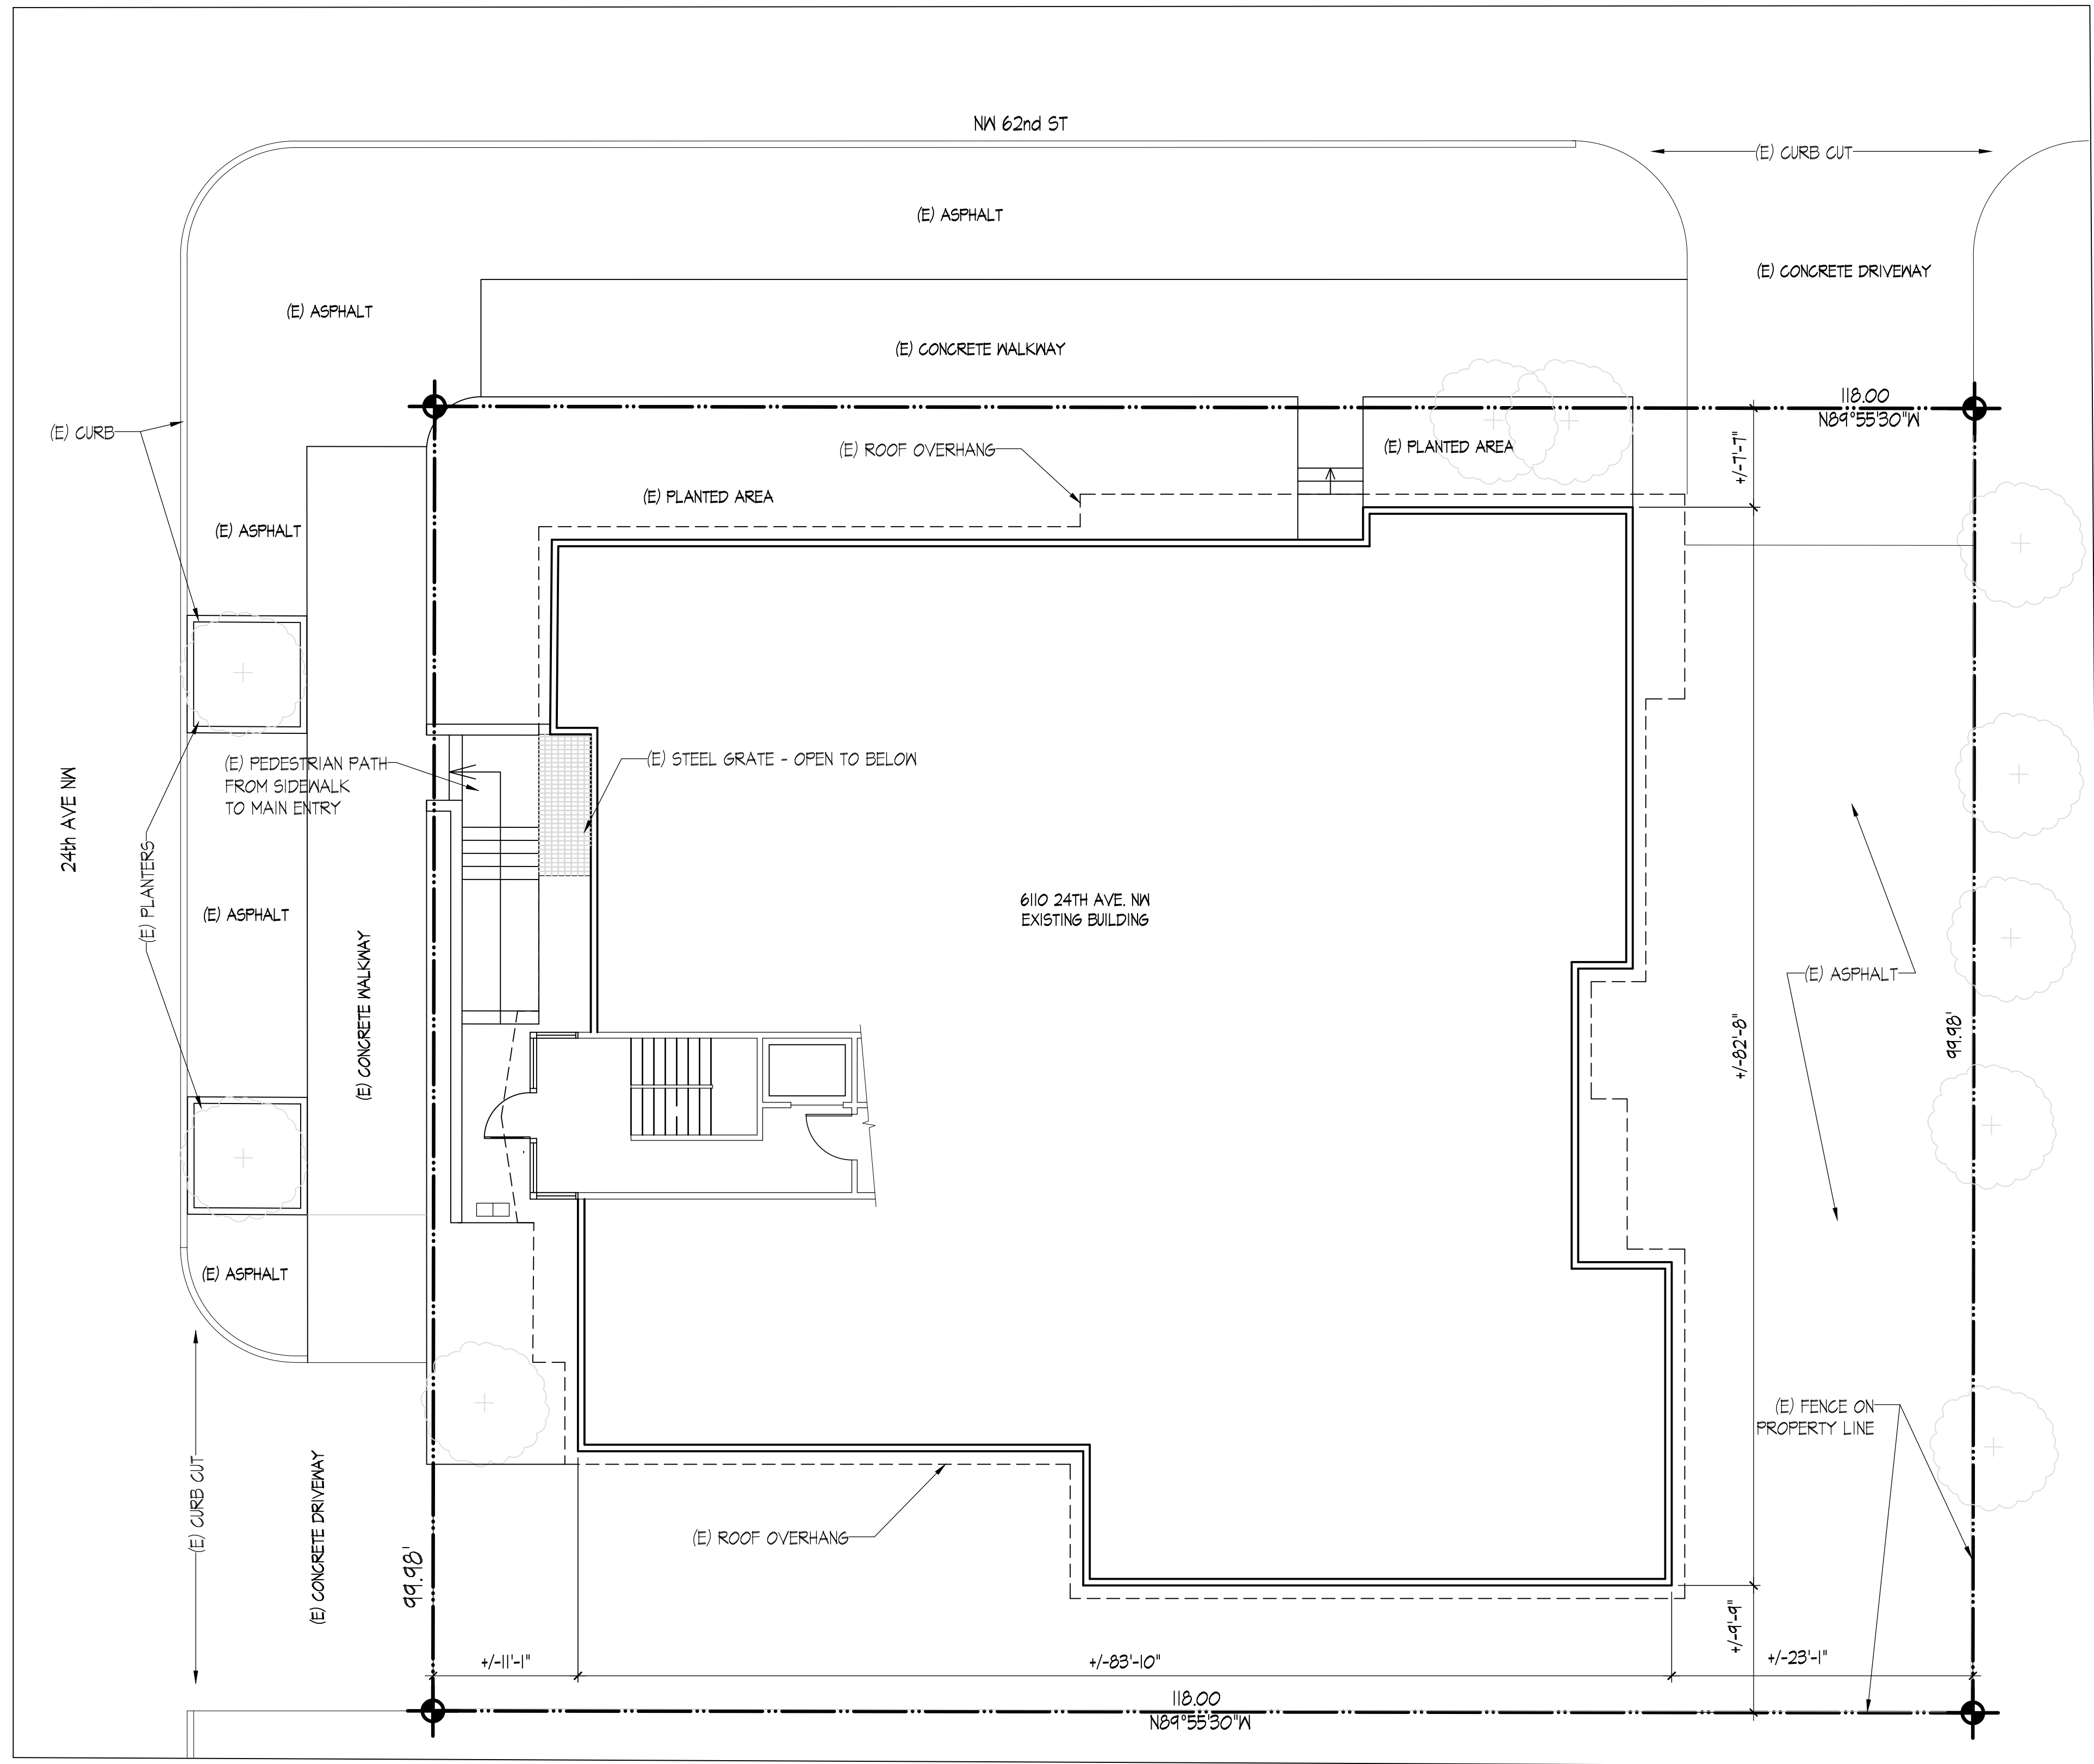 NW 62nd ST
(E) CURB CUT
(E) ASPHALT
(E) CONCRETE DRIVEWAY
(E) ASPHALT
(E) CONCRETE WALKWAY
118.00
N89°55'30"W
(E) CURB
(E) ROOF OVERHANG
(E) PLANTED AREA
+/-7'-7"
(E) PLANTED AREA
(E) ASPHALT
(E) PEDESTRIAN PATH
FROM SIDEWALK
TO MAIN ENTRY
(E) STEEL GRATE - OPEN TO BELOW
24th AVE NW
(E) PLANTERS
(E) ASPHALT
6110 24TH AVE. NW
EXISTING BUILDING
(E) CONCRETE WALKWAY
(E) ASPHALT
+/-82'-8"
99.98'
(E) ASPHALT
(E) FENCE ON
PROPERTY LINE
(E) CURB CUT
(E) CONCRETE DRIVEWAY
99.98'
(E) ROOF OVERHANG
+/-9'-9"
+/-11'-1"
+/-83'-10"
+/-23'-1"
118.00
N89°55'30"W